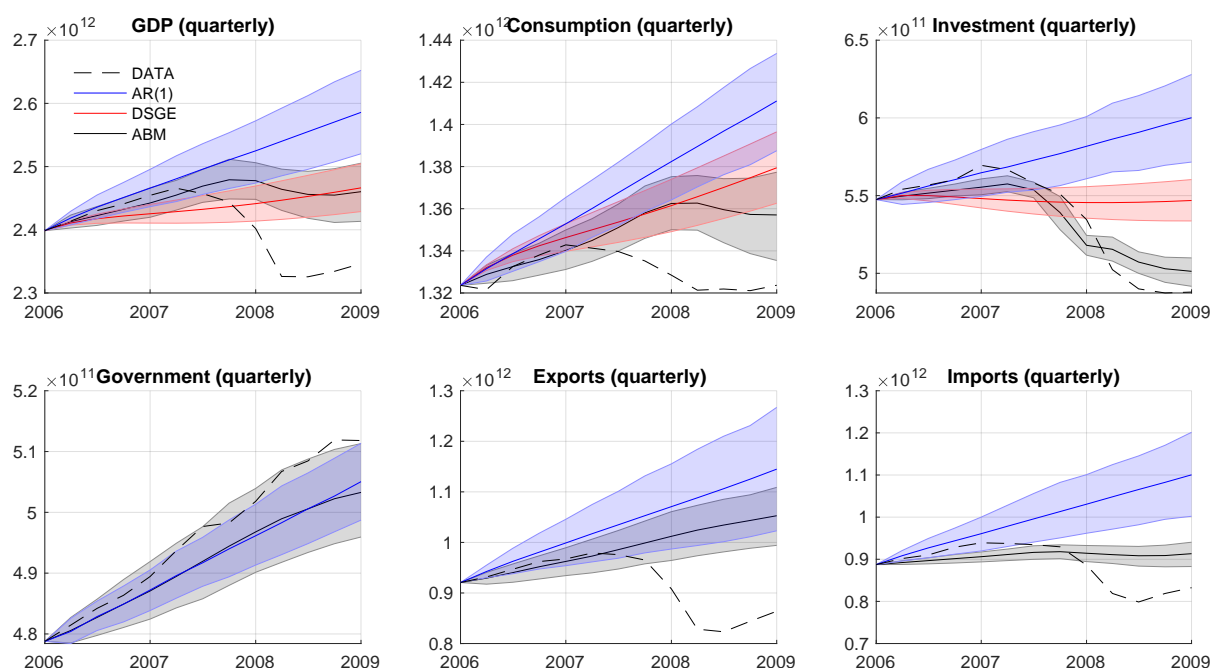 ×10^12
GDP (quarterly)
2.7
2.6
2.5
2.4
2.3
DATA
AR(1)
DSGE
ABM
2006 2007 2008 2009
×10^12
Consumption (quarterly)
1.44
1.42
1.4
1.38
1.36
1.34
1.32
2006 2007 2008 2009
×10^11
Investment (quarterly)
6.5
6
5.5
5
2006 2007 2008 2009
×10^11
Government (quarterly)
5.2
5.1
5
4.9
4.8
2006 2007 2008 2009
×10^12
Exports (quarterly)
1.3
1.2
1.1
1
0.9
0.8
2006 2007 2008 2009
×10^12
Imports (quarterly)
1.3
1.2
1.1
1
0.9
0.8
0.7
2006 2007 2008 2009